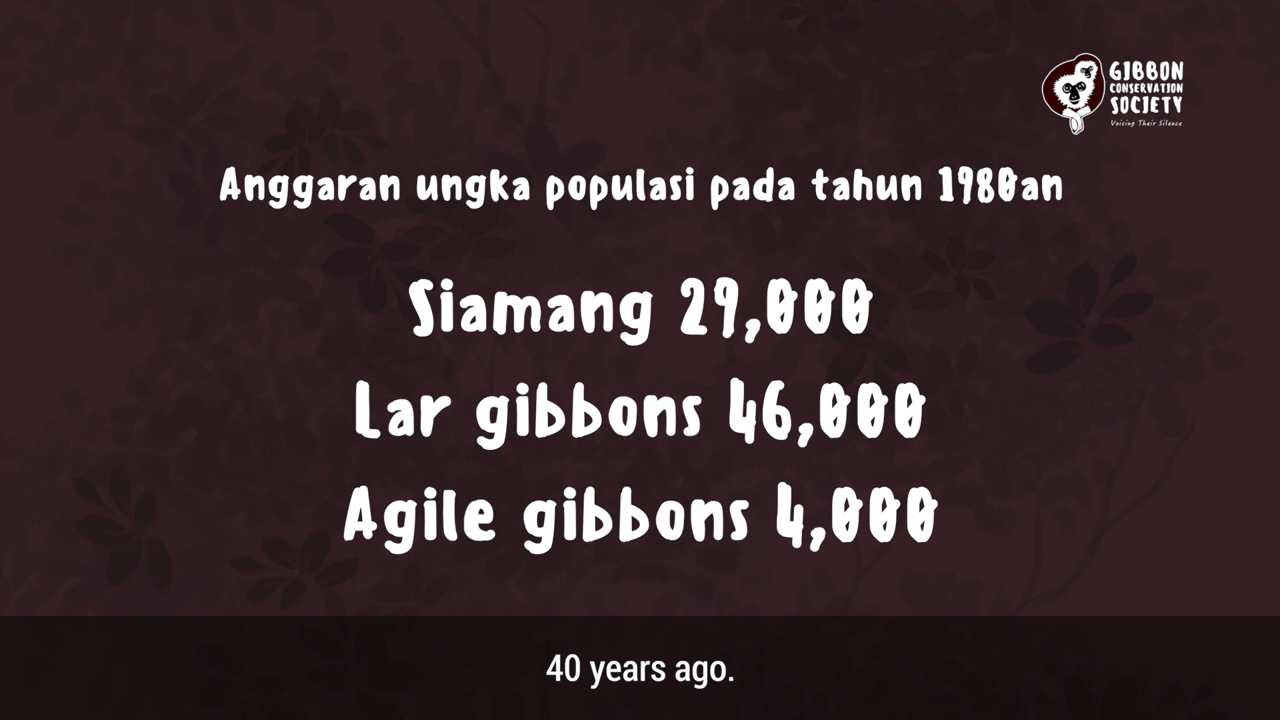 GIBBON
CONSERVATION
SOCIETY
Voicing Their Silence
Anggaran ungka populasi pada tahun 1980an
Siamang 29,000
Lar gibbons 46,000
Agile gibbons 4,000
40 years ago.